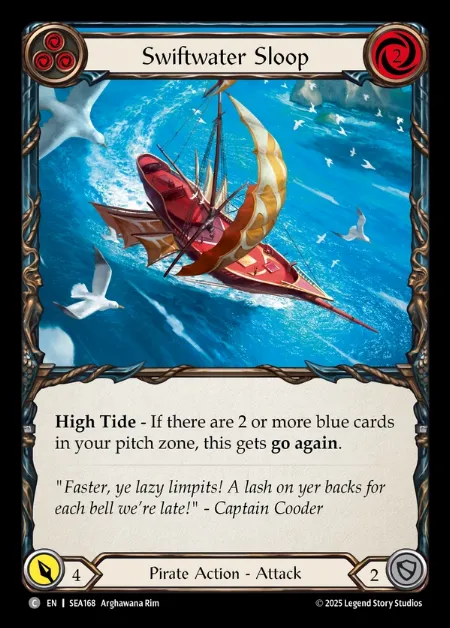 Swiftwater Sloop
2
High Tide - If there are 2 or more blue cards
in your pitch zone, this gets go again.
"Faster, ye lazy limpits! A lash on yer backs for
each bell we're late!" - Captain Cooder
4
Pirate Action - Attack
2
C EN | SEA168 Arghawana Rim
© 2025 Legend Story Studios